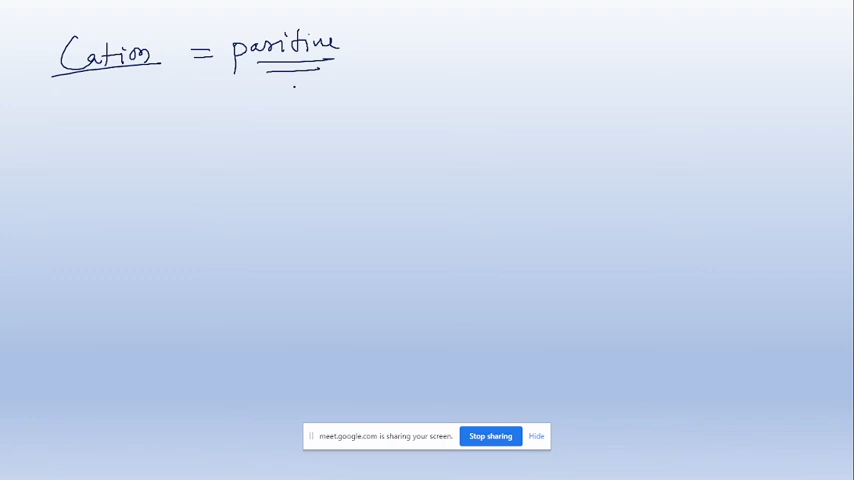 Cation = positive
meet.google.com is sharing your screen. Stop sharing Hide